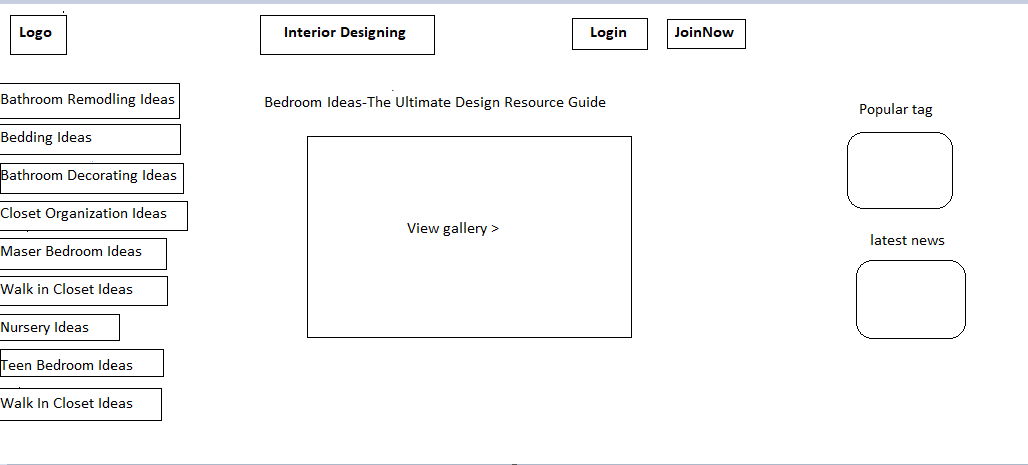 Logo
Interior Designing
Login
JoinNow
Bathroom Remodling Ideas
Bedding Ideas
Bathroom Decorating Ideas
Closet Organization Ideas
Maser Bedroom Ideas
Walk in Closet Ideas
Nursery Ideas
Teen Bedroom Ideas
Walk In Closet Ideas
Bedroom Ideas-The Ultimate Design Resource Guide
View gallery >
Popular tag
latest news